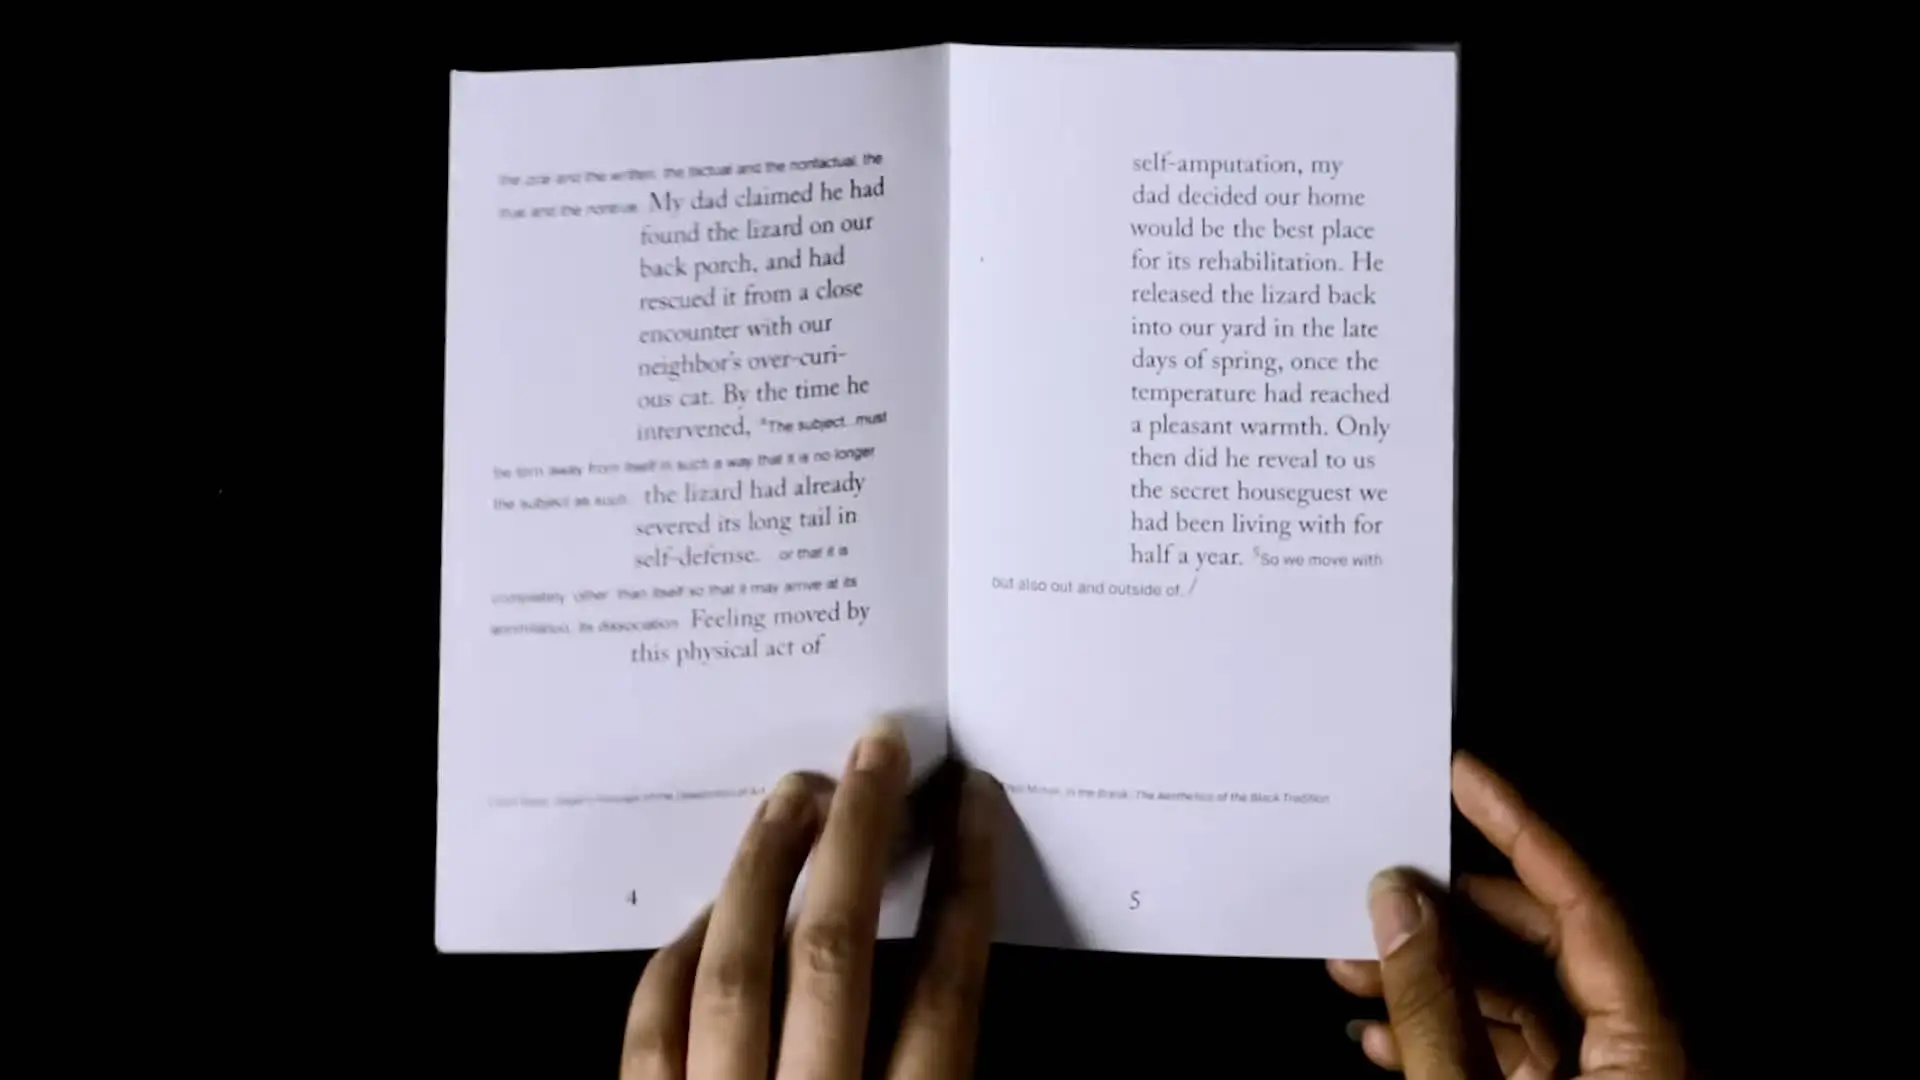 the oral and the written, the factual and the nonfactual, the
true and the nontrue. My dad claimed he had
found the lizard on our
back porch, and had
rescued it from a close
encounter with our
neighbor's over-curi-
ous cat. By the time he
intervened, ⁴The subject...must
be torn away from itself in such a way that it is no longer
the subject as such the lizard had already
severed its long tail in
self-defense. or that it is
completely other than itself so that it may arrive at its
annihilation, its dissociation. Feeling moved by
this physical act of
of Art
4
self-amputation, my
dad decided our home
would be the best place
for its rehabilitation. He
released the lizard back
into our yard in the late
days of spring, once the
temperature had reached
a pleasant warmth. Only
then did he reveal to us
the secret houseguest we
had been living with for
half a year. ⁵So we move with
but also out and outside of. /
In the Break: The Aesthetics of the Black Tradition
5